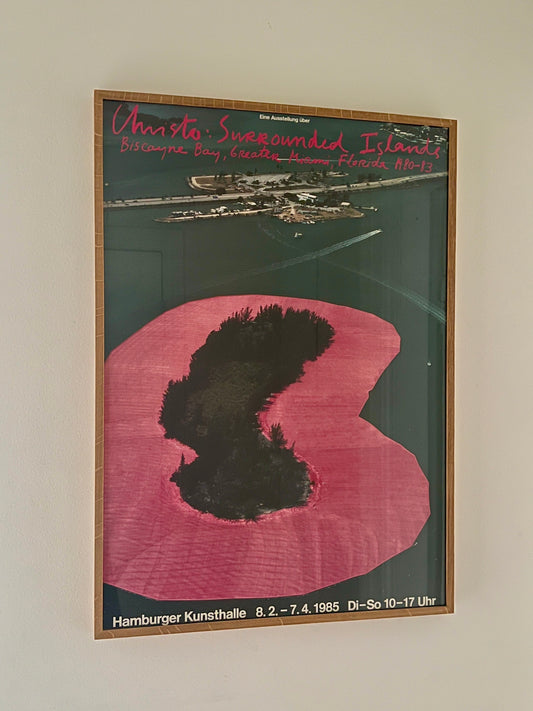 Eine Ausstellung über
Christo: Surrounded Islands
Biscayne Bay, Greater Miami, Florida 1980-83
Hamburger Kunsthalle 8. 2. – 7. 4. 1985 Di–So 10–17 Uhr